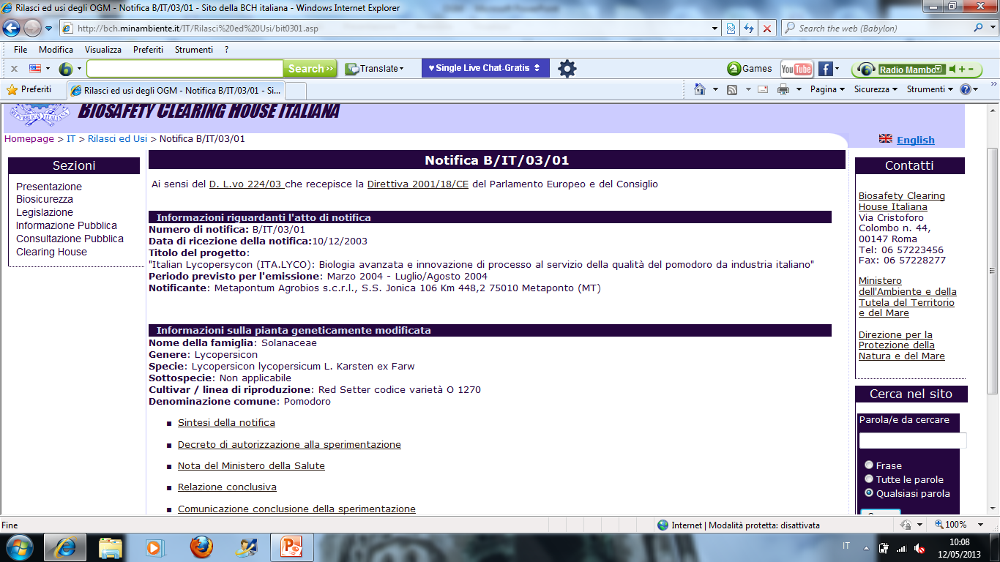 Rilasci ed usi degli OGM - Notifica B/IT/03/01 - Sito della BCH italiana - Windows Internet Explorer
http://bch.minambiente.it/IT/Rilasci%20ed%20Usi/bit0301.asp
Search the web (Babylon)
File Modifica Visualizza Preferiti Strumenti ?
Search >>
Translate
♥Single Live Chat-Gratis
Games
You Tube
Radio Mambo
Preferiti
Rilasci ed usi degli OGM - Notifica B/IT/03/01 - Si...
Pagina Sicurezza Strumenti
BIOSAFETY CLEARING HOUSE ITALIANA
Homepage > IT > Rilasci ed Usi > Notifica B/IT/03/01
English
Sezioni
Presentazione
Biosicurezza
Legislazione
Informazione Pubblica
Consultazione Pubblica
Clearing House
Notifica B/IT/03/01
Ai sensi del D. L.vo 224/03 che recepisce la Direttiva 2001/18/CE del Parlamento Europeo e del Consiglio
Informazioni riguardanti l'atto di notifica
Numero di notifica: B/IT/03/01
Data di ricezione della notifica:10/12/2003
Titolo del progetto:
"Italian Lycopersycon (ITA.LYCO): Biologia avanzata e innovazione di processo al servizio della qualità del pomodoro da industria italiano"
Periodo previsto per l'emissione: Marzo 2004 - Luglio/Agosto 2004
Notificante: Metapontum Agrobios s.c.r.l., S.S. Jonica 106 Km 448,2 75010 Metaponto (MT)
Informazioni sulla pianta geneticamente modificata
Nome della famiglia: Solanaceae
Genere: Lycopersicon
Specie: Lycopersicon lycopersicum L. Karsten ex Farw
Sottospecie: Non applicabile
Cultivar / linea di riproduzione: Red Setter codice varietà O 1270
Denominazione comune: Pomodoro
Sintesi della notifica
Decreto di autorizzazione alla sperimentazione
Nota del Ministero della Salute
Relazione conclusiva
Comunicazione conclusione della sperimentazione
Contatti
Biosafety Clearing
House Italiana
Via Cristoforo
Colombo n. 44,
00147 Roma
Tel: 06 57223456
Fax: 06 57228277
Ministero
dell'Ambiente e della
Tutela del Territorio
e del Mare
Direzione per la
Protezione della
Natura e del Mare
Cerca nel sito
Parola/e da cercare
Frase
Tutte le parole
Qualsiasi parola
Fine
Internet | Modalità protetta: disattivata
100%
IT
10:08
12/05/2013